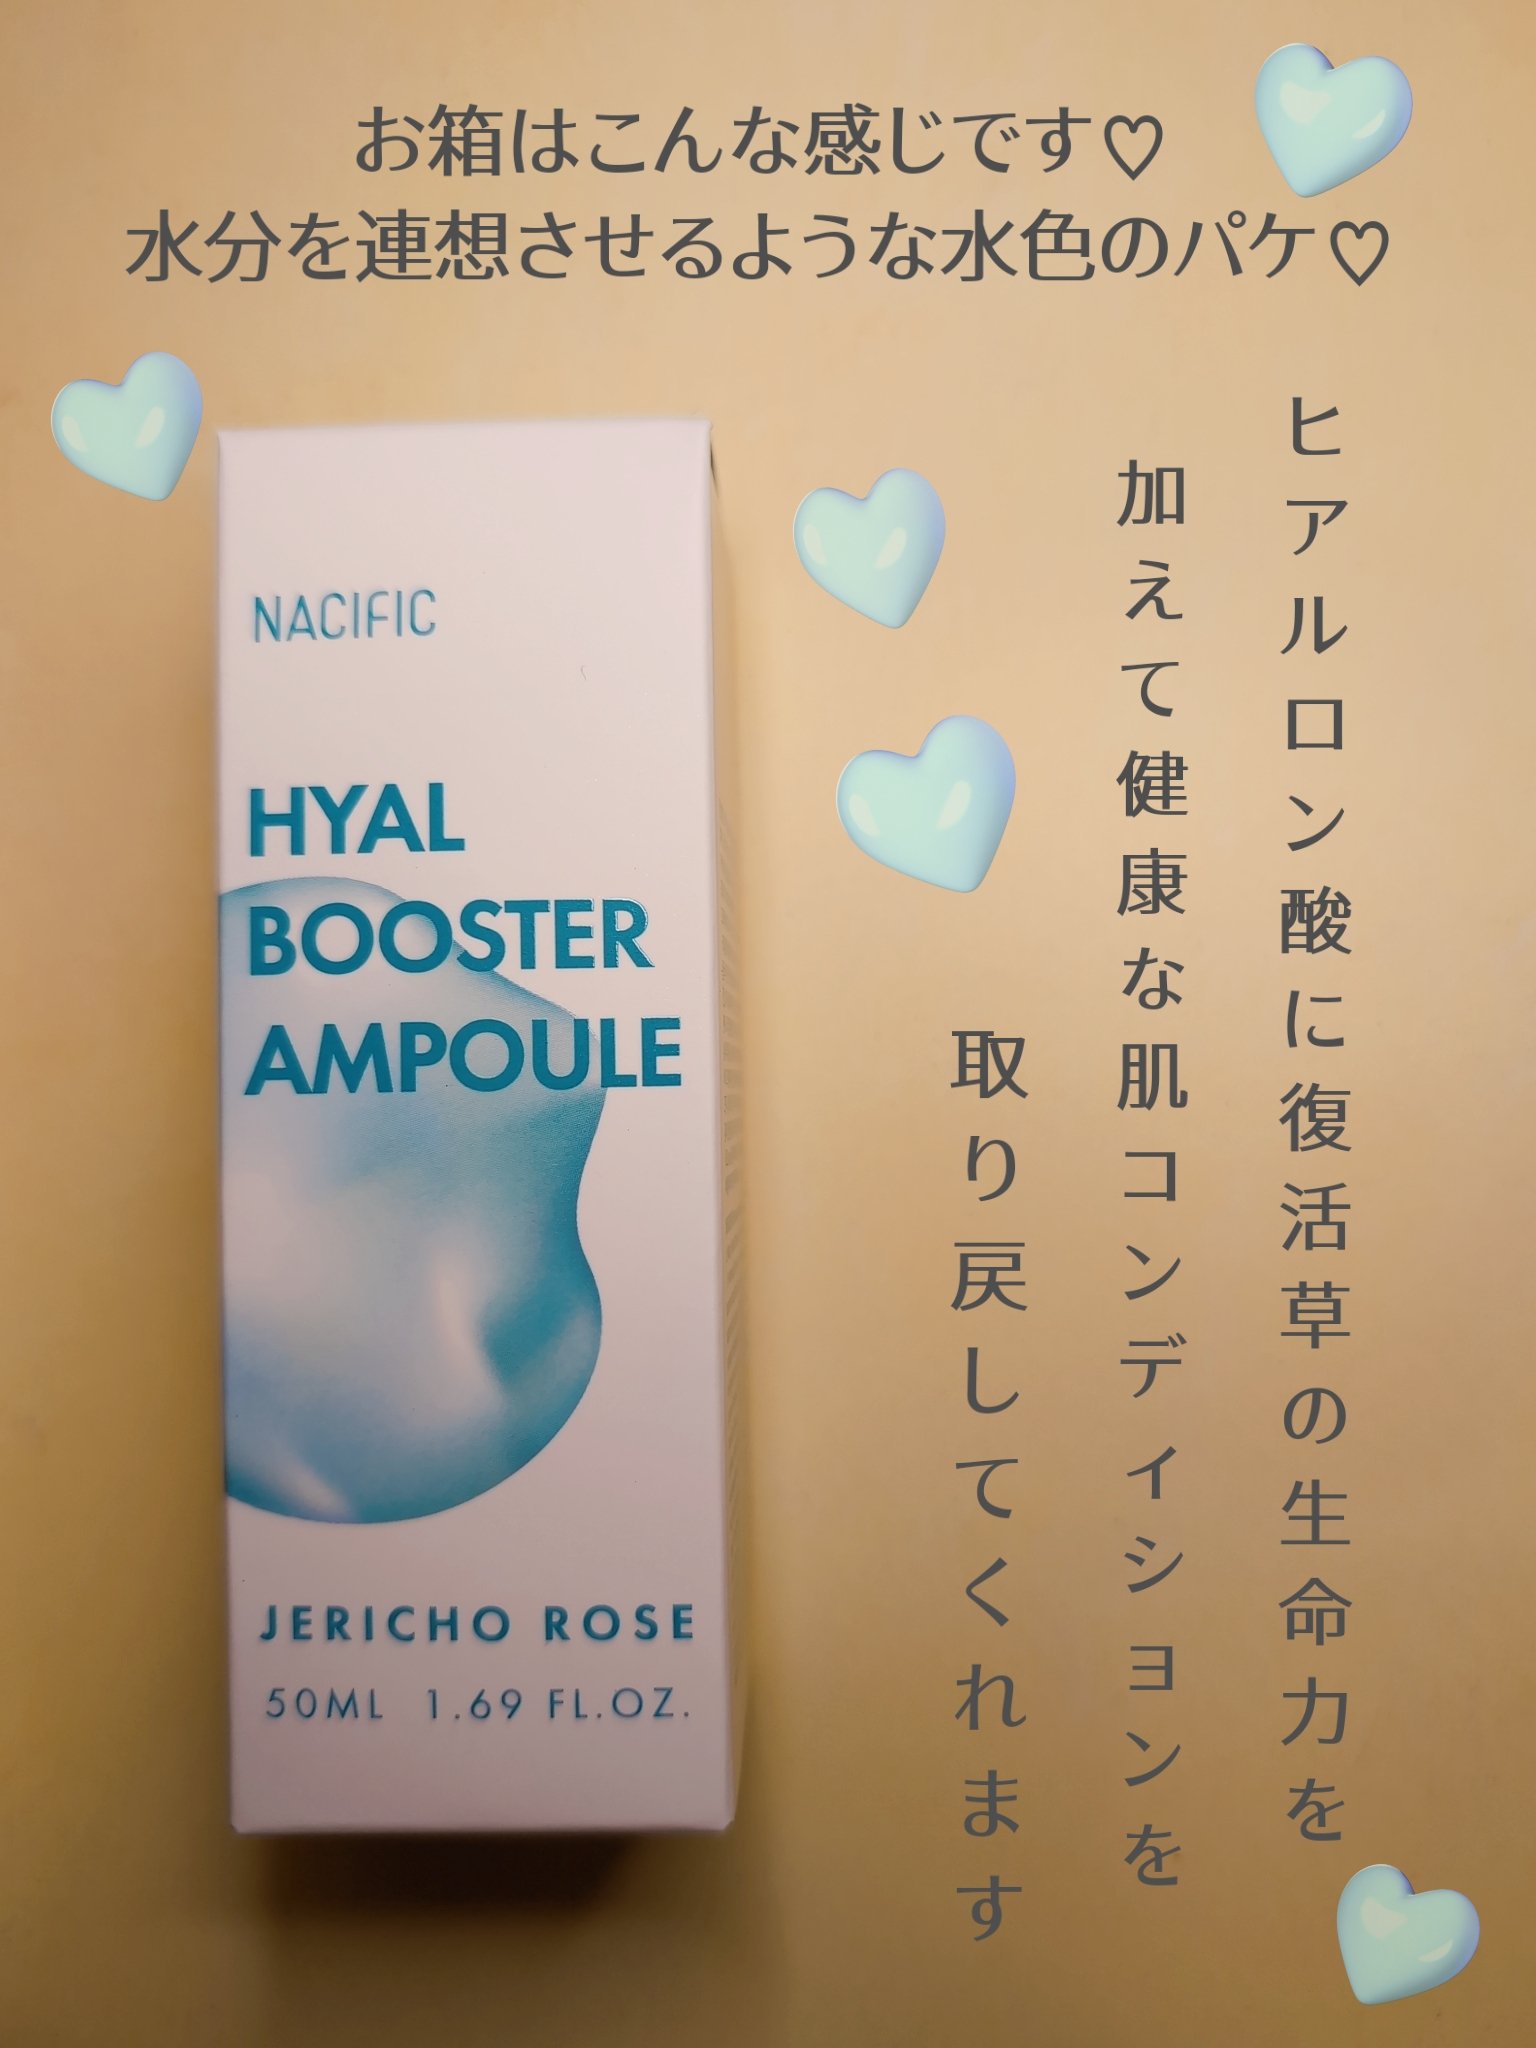 お箱はこんな感じです♡
水分を連想させるような水色のパケ♡
ヒアルロン酸に復活草の生命力を
加えて健康な肌コンディションを
取り戻してくれます
NACIFIC
HYAL
BOOSTER
AMPOULE
JERICHO ROSE
50ML 1.69 FL.OZ.